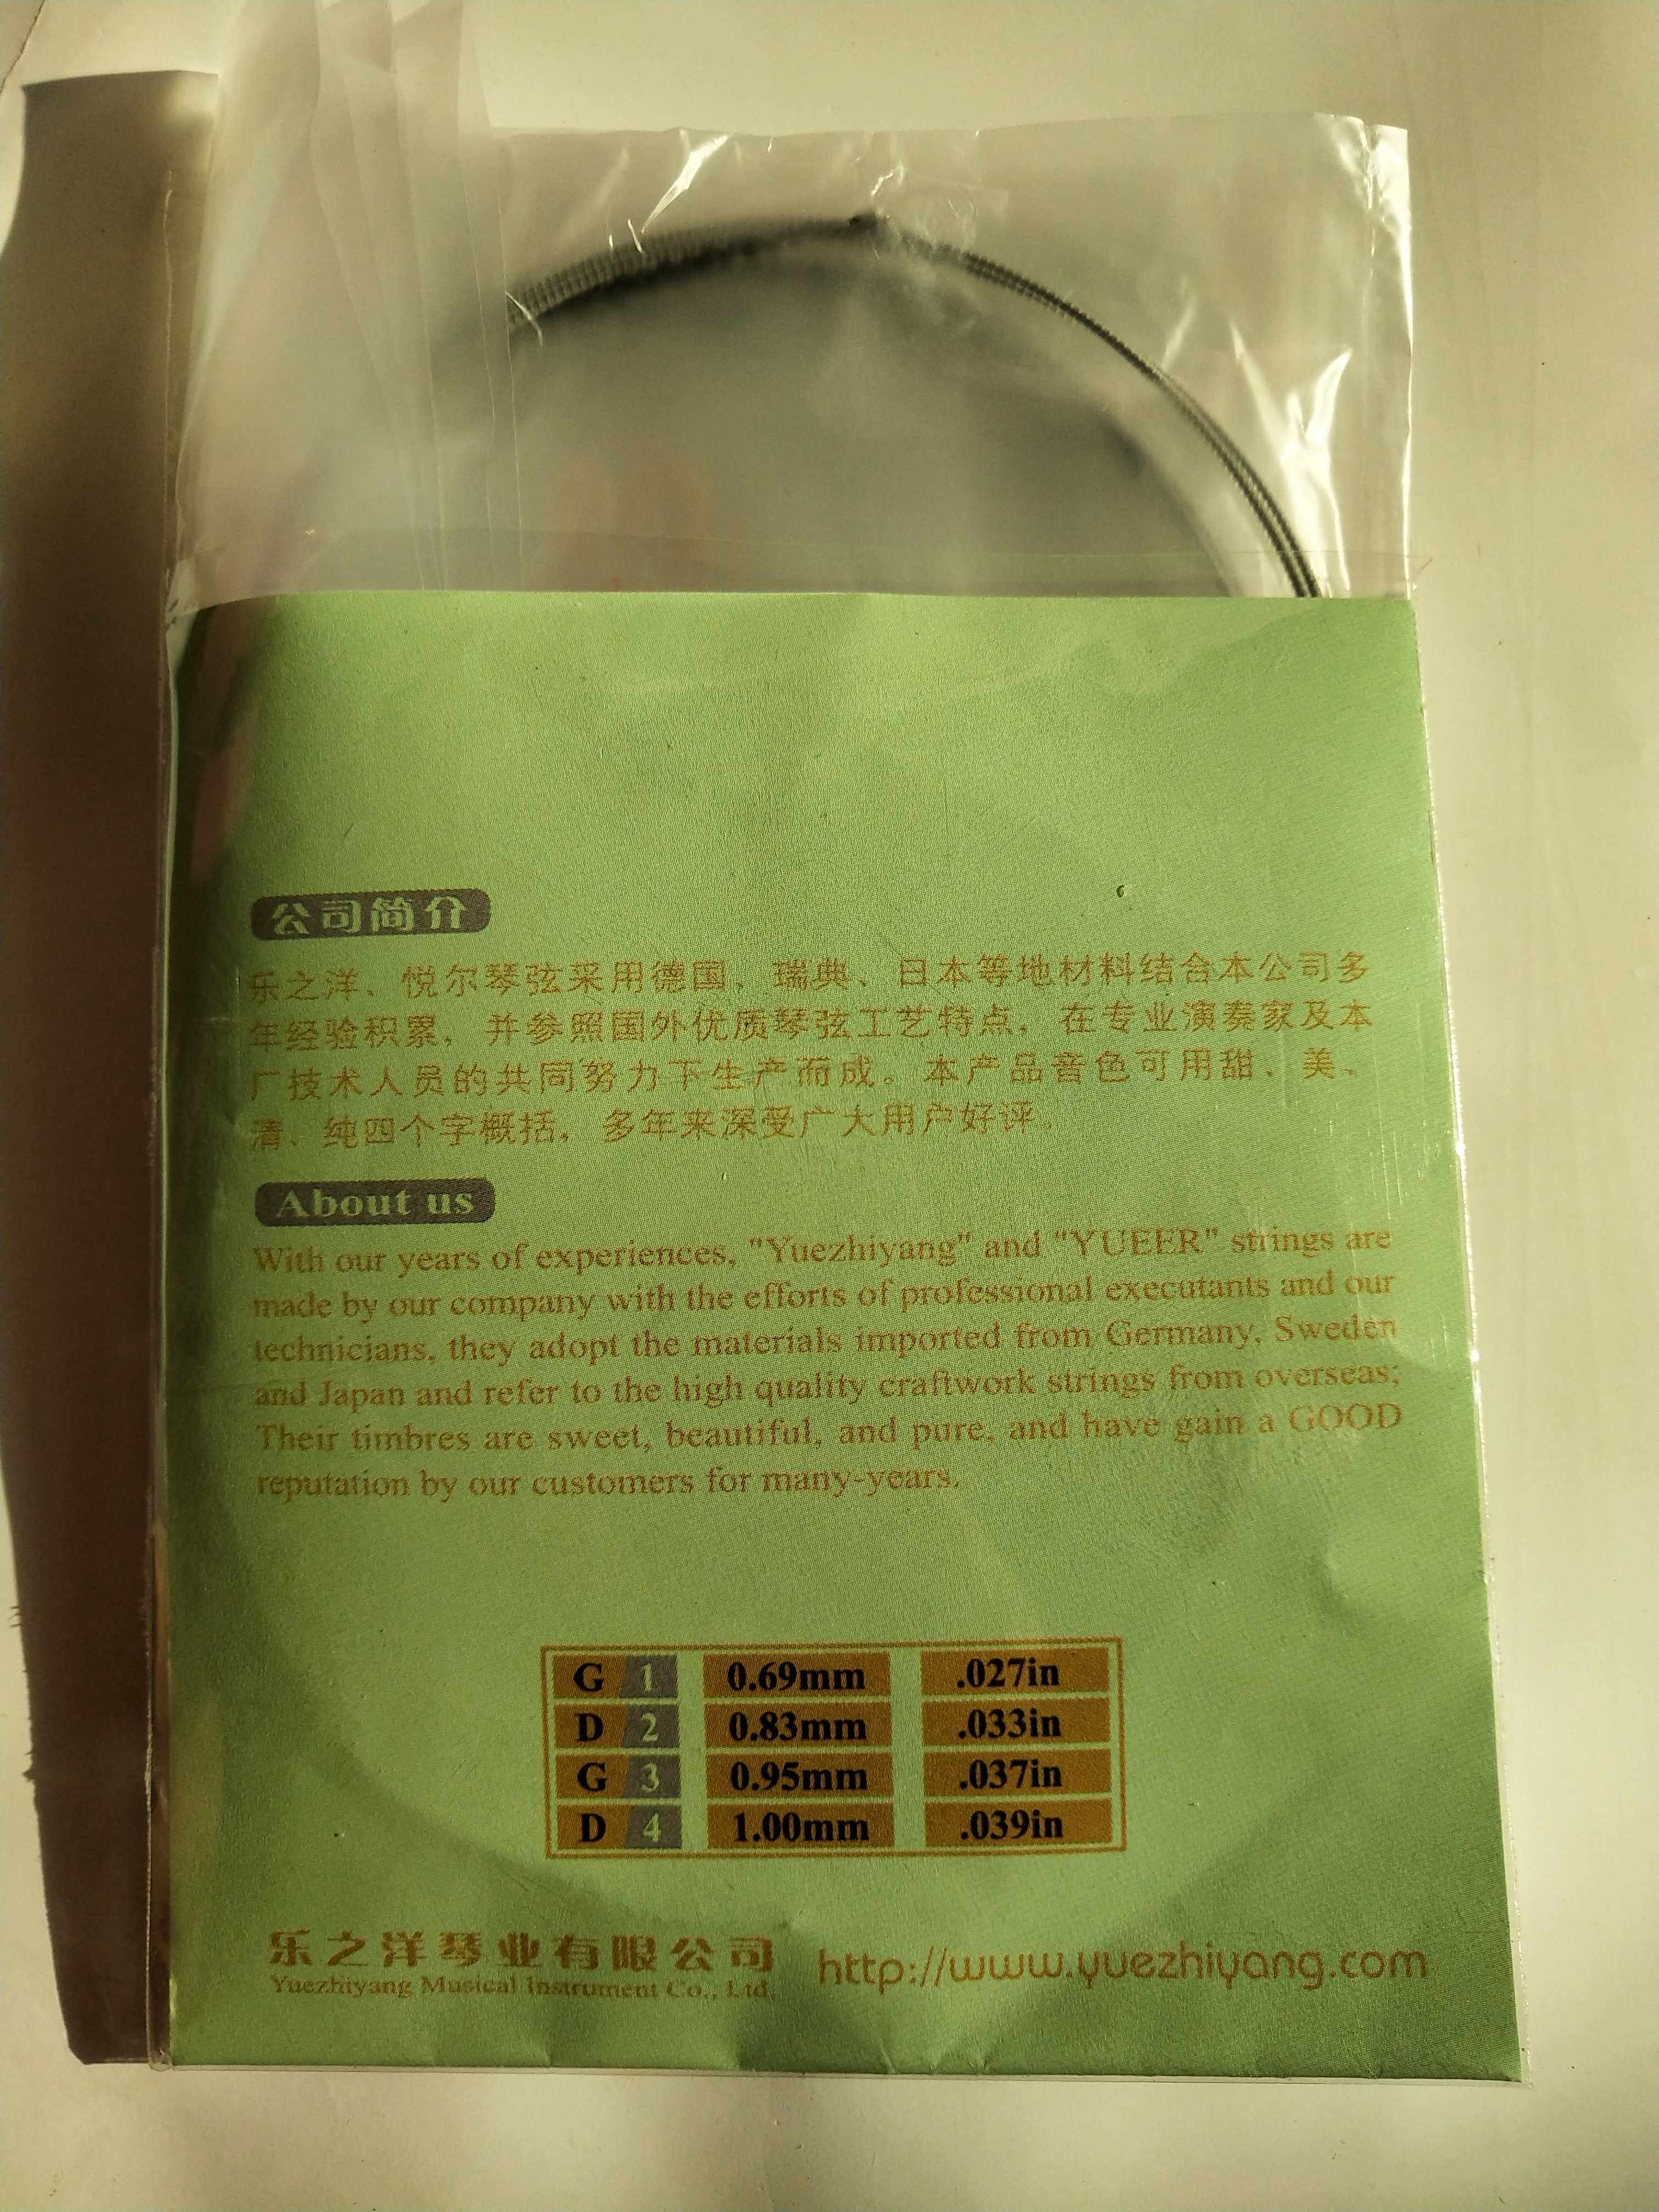 公司简介
乐之洋、悦尔琴弦采用德国，瑞典、日本等地材料结合本公司多
年经验积累，并参照国外优质琴弦工艺特点，在专业演奏家及本
厂技术人员的共同努力下生产而成。本产品音色可用甜、美、
清、纯四个字概括，多年来深受广大用户好评。
About us
With our years of experiences, "Yuezhiyang" and "YUEER" strings are
made by our company with the efforts of professional executants and our
technicians, they adopt the materials imported from Germany, Sweden
and Japan and refer to the high quality craftwork strings from overseas;
Their timbres are sweet, beautiful, and pure, and have gain a GOOD
reputation by our customers for many-years.
G 1 0.69mm .027in
D 2 0.83mm .033in
G 3 0.95mm .037in
D 4 1.00mm .039in
乐之洋琴业有限公司 http://www.yuezhiyang.com
Yuezhiyang Musical Instrument Co., Ltd.